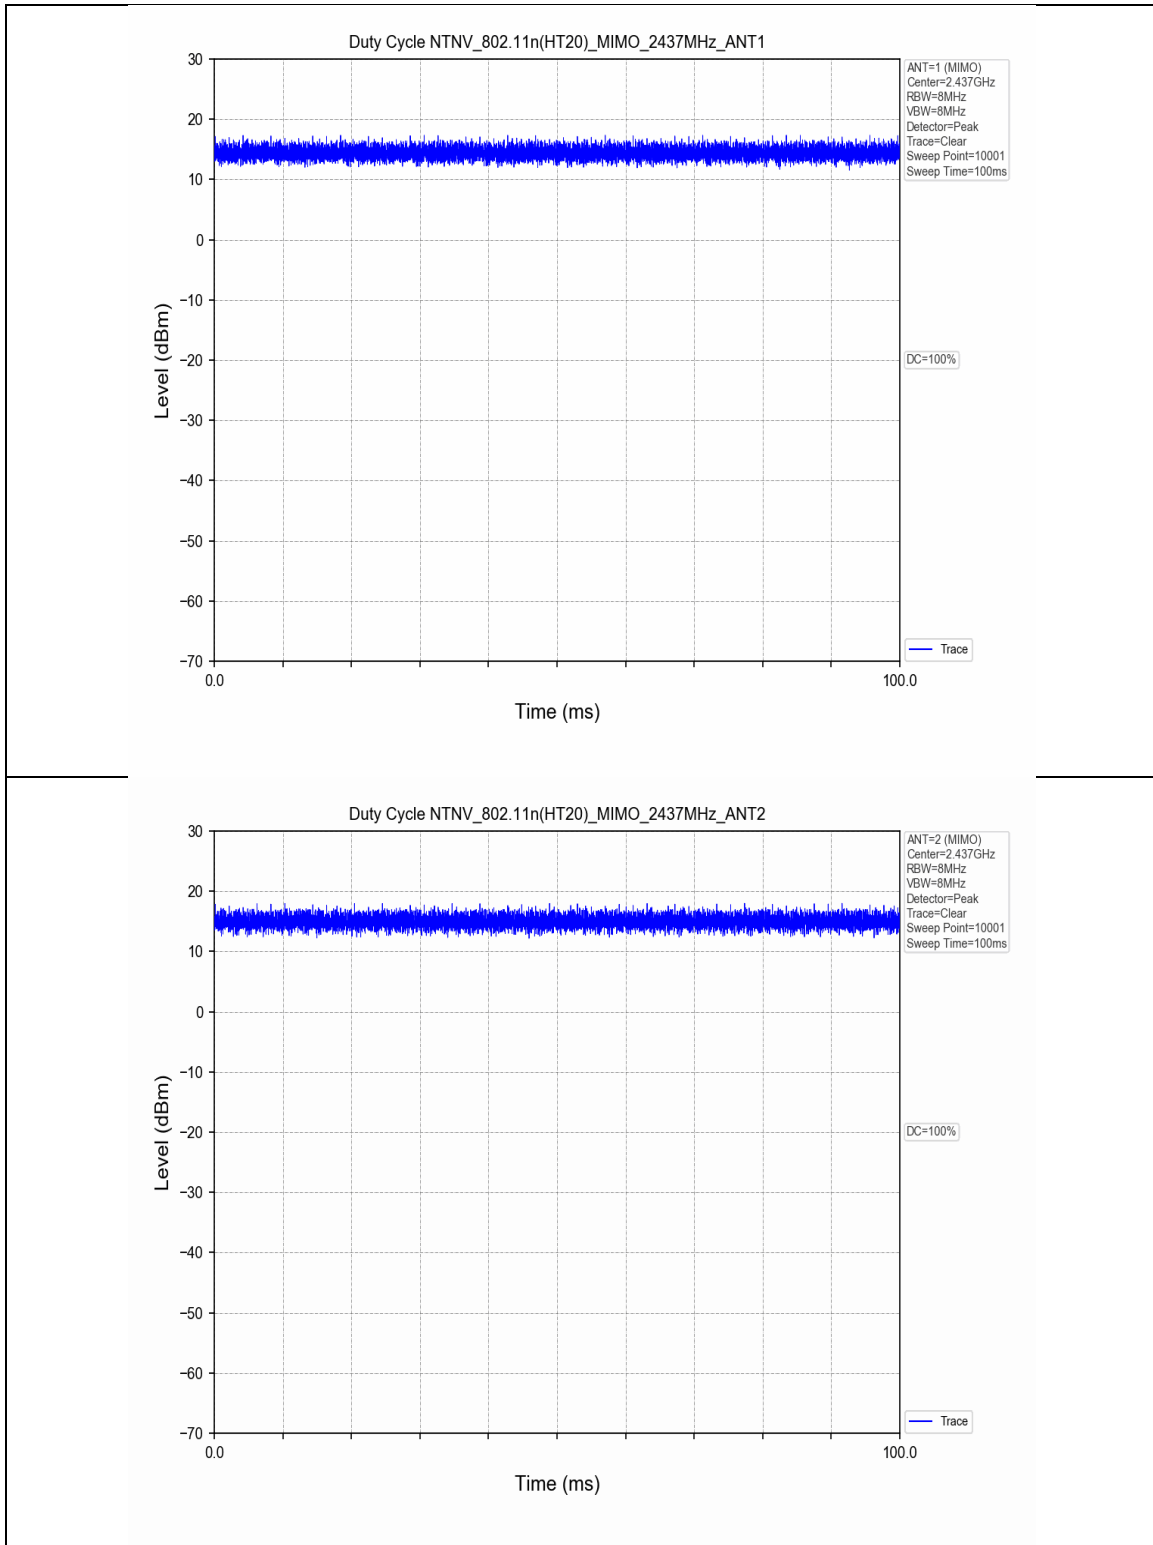 Duty Cycle NTNV_802.11n(HT20)_MIMO_2437MHz_ANT1
30
20
10
0
−10
−20
−30
−40
−50
−60
−70
Level (dBm)
0.0
100.0
Time (ms)
ANT=1 (MIMO)
Center=2.437GHz
RBW=8MHz
VBW=8MHz
Detector=Peak
Trace=Clear
Sweep Point=10001
Sweep Time=100ms
DC=100%
Trace
Duty Cycle NTNV_802.11n(HT20)_MIMO_2437MHz_ANT2
30
20
10
0
−10
−20
−30
−40
−50
−60
−70
Level (dBm)
0.0
100.0
Time (ms)
ANT=2 (MIMO)
Center=2.437GHz
RBW=8MHz
VBW=8MHz
Detector=Peak
Trace=Clear
Sweep Point=10001
Sweep Time=100ms
DC=100%
Trace